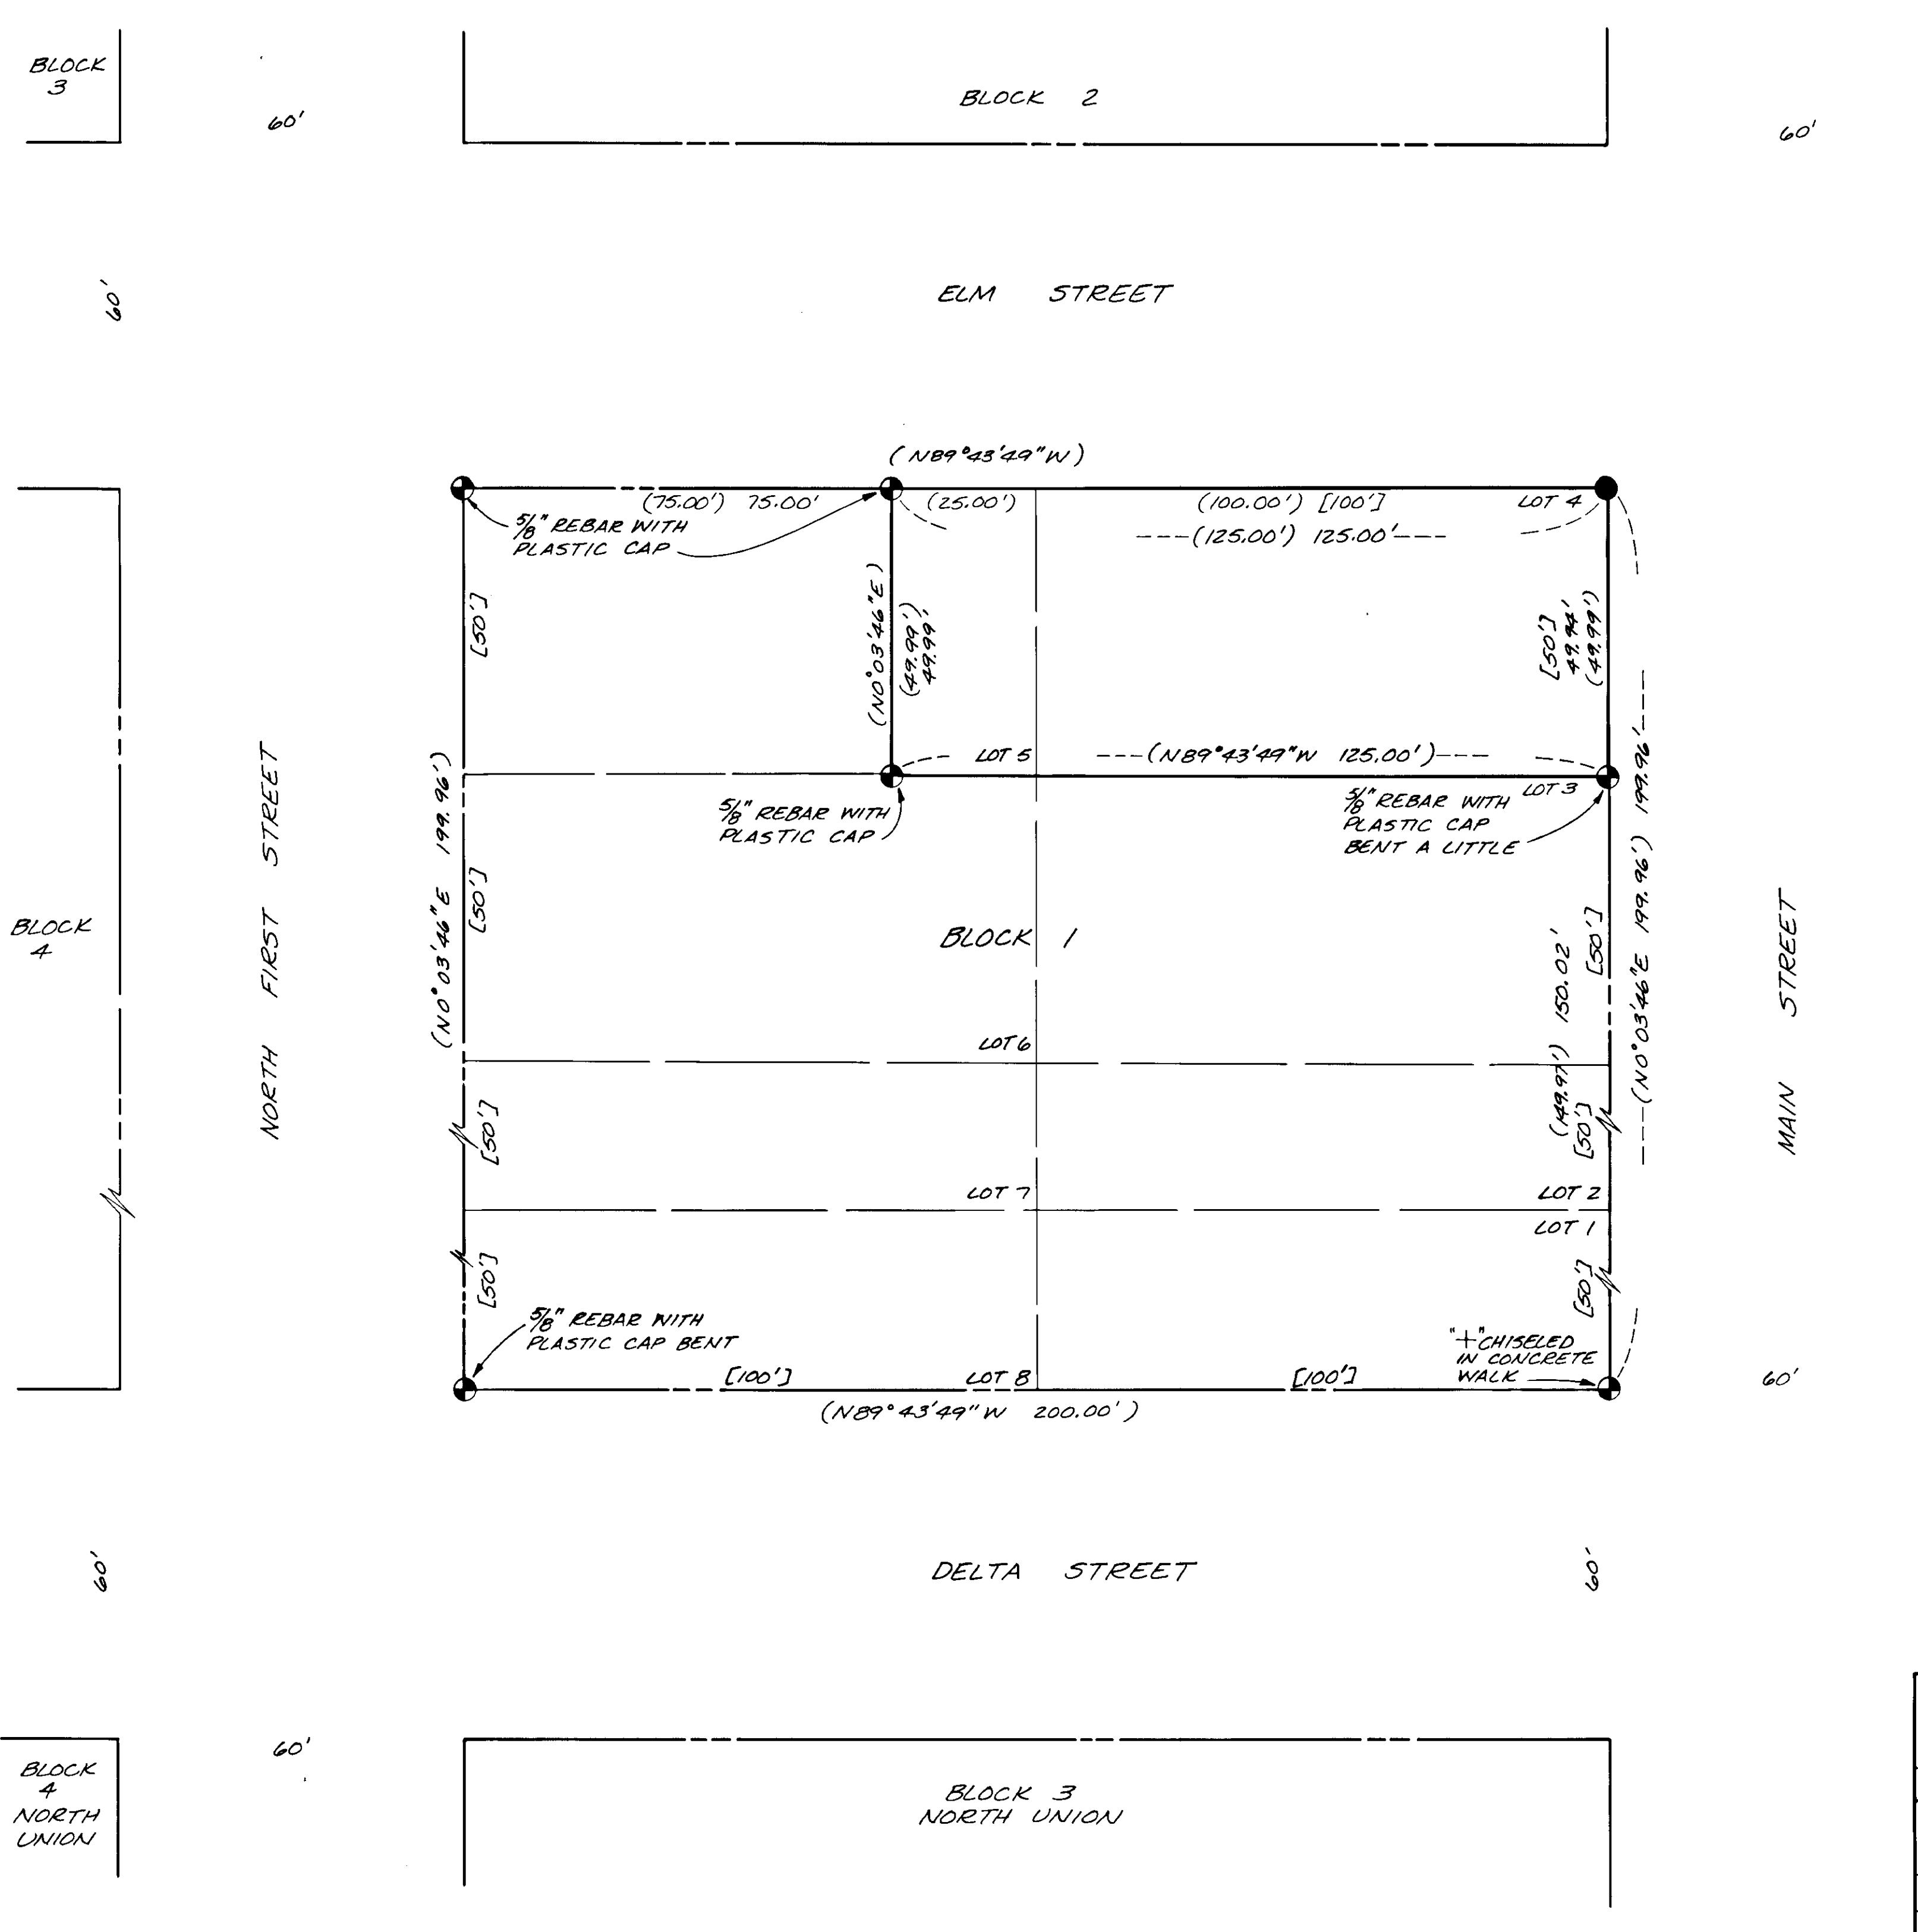 BLOCK
3
60'
BLOCK 2
60'
60'
ELM STREET
(N89°43'49"W)
(75.00') 75.00'
(25.00')
(100.00') [100']
LOT 4
5/8" REBAR WITH
PLASTIC CAP
---(125.00') 125.00'---
[50']
(N0°03'46"E)
(49.99')
49.99'
[50']
49.94'
(49.99')
LOT 5
---(N89°43'49"W 125.00')---
LOT 3
5/8" REBAR WITH
PLASTIC CAP
5/8" REBAR WITH
PLASTIC CAP
BENT A LITTLE
BLOCK
4
NORTH FIRST STREET
(N0°03'46"E 199.96')
[50']
BLOCK 1
(149.97') 150.02'
[50']
---(N0°03'46"E 199.96') 199.96'---
MAIN STREET
LOT 6
[50']
[50']
LOT 7
LOT 2
LOT 1
[50']
[50']
5/8" REBAR WITH
PLASTIC CAP BENT
"+" CHISELED
IN CONCRETE
WALK
[100']
LOT 8
[100']
60'
(N89°43'49"W 200.00')
60'
DELTA STREET
60'
60'
BLOCK
4
NORTH
UNION
BLOCK 3
NORTH UNION